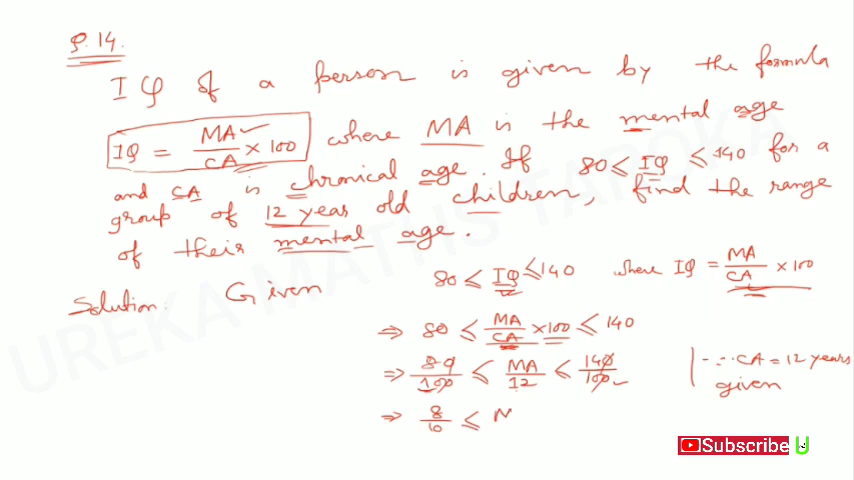 Q.14.
IQ of a person is given by the formula
IQ = MA/CA × 100 where MA is the mental age
and CA is chronical age. If 80 ≤ IQ ≤ 140 for a
group of 12 year old children, find the range
of their mental age.
Solution: Given 80 ≤ IQ ≤ 140 where IQ = MA/CA × 100
⇒ 80 ≤ MA/CA × 100 ≤ 140
⇒ 80/100 ≤ MA/12 ≤ 140/100 | ∵ CA = 12 years
given
⇒ 8/10 ≤ M
Subscribe U
UREKA MATHS TAROKA